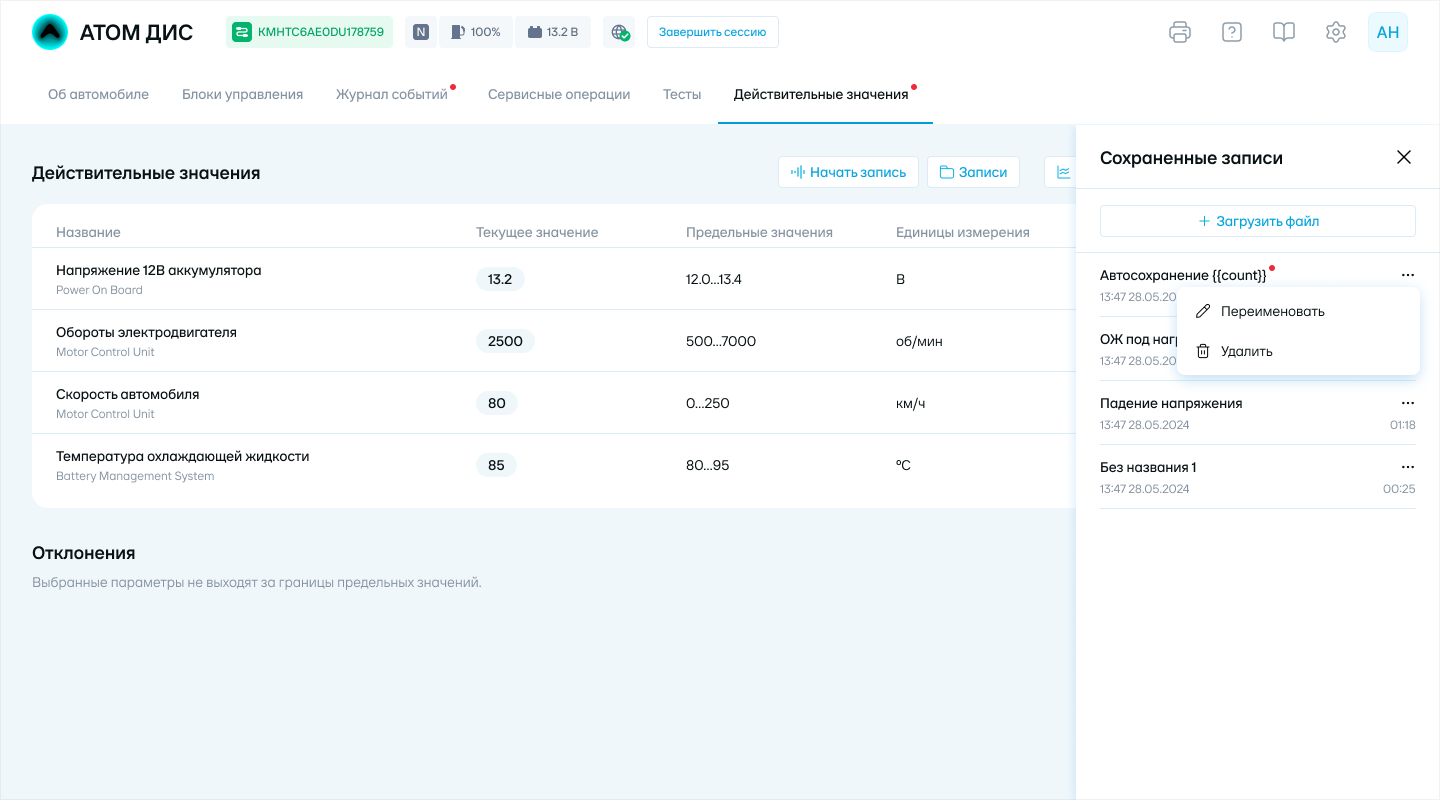 АТОМ ДИС
KMHTC6AE0DU178759
N
100%
13.2 В
Завершить сессию
?
АН
Об автомобиле
Блоки управления
Журнал событий
Сервисные операции
Тесты
Действительные значения
Действительные значения
Начать запись
Записи
Название
Текущее значение
Предельные значения
Единицы измерения
Напряжение 12В аккумулятора
13.2
12.0...13.4
В
Power On Board
Обороты электродвигателя
2500
500...7000
об/мин
Motor Control Unit
Скорость автомобиля
80
0...250
км/ч
Motor Control Unit
Температура охлаждающей жидкости
85
80...95
°C
Battery Management System
Отклонения
Выбранные параметры не выходят за границы предельных значений.
Сохраненные записи
Загрузить файл
Автосохранение {{count}}
13:47 28.05.20
Переименовать
ОЖ под наг
Удалить
13:47 28.05.20
Падение напряжения
13:47 28.05.2024
01:18
Без названия 1
13:47 28.05.2024
00:25